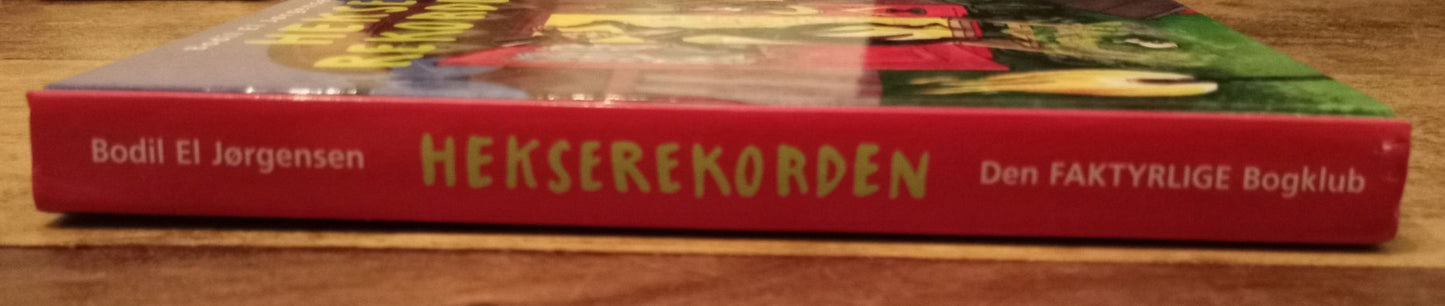 Bodil El Jørgensen HEKSEREKORDEN Den FAKTYRLIGE Bogklub